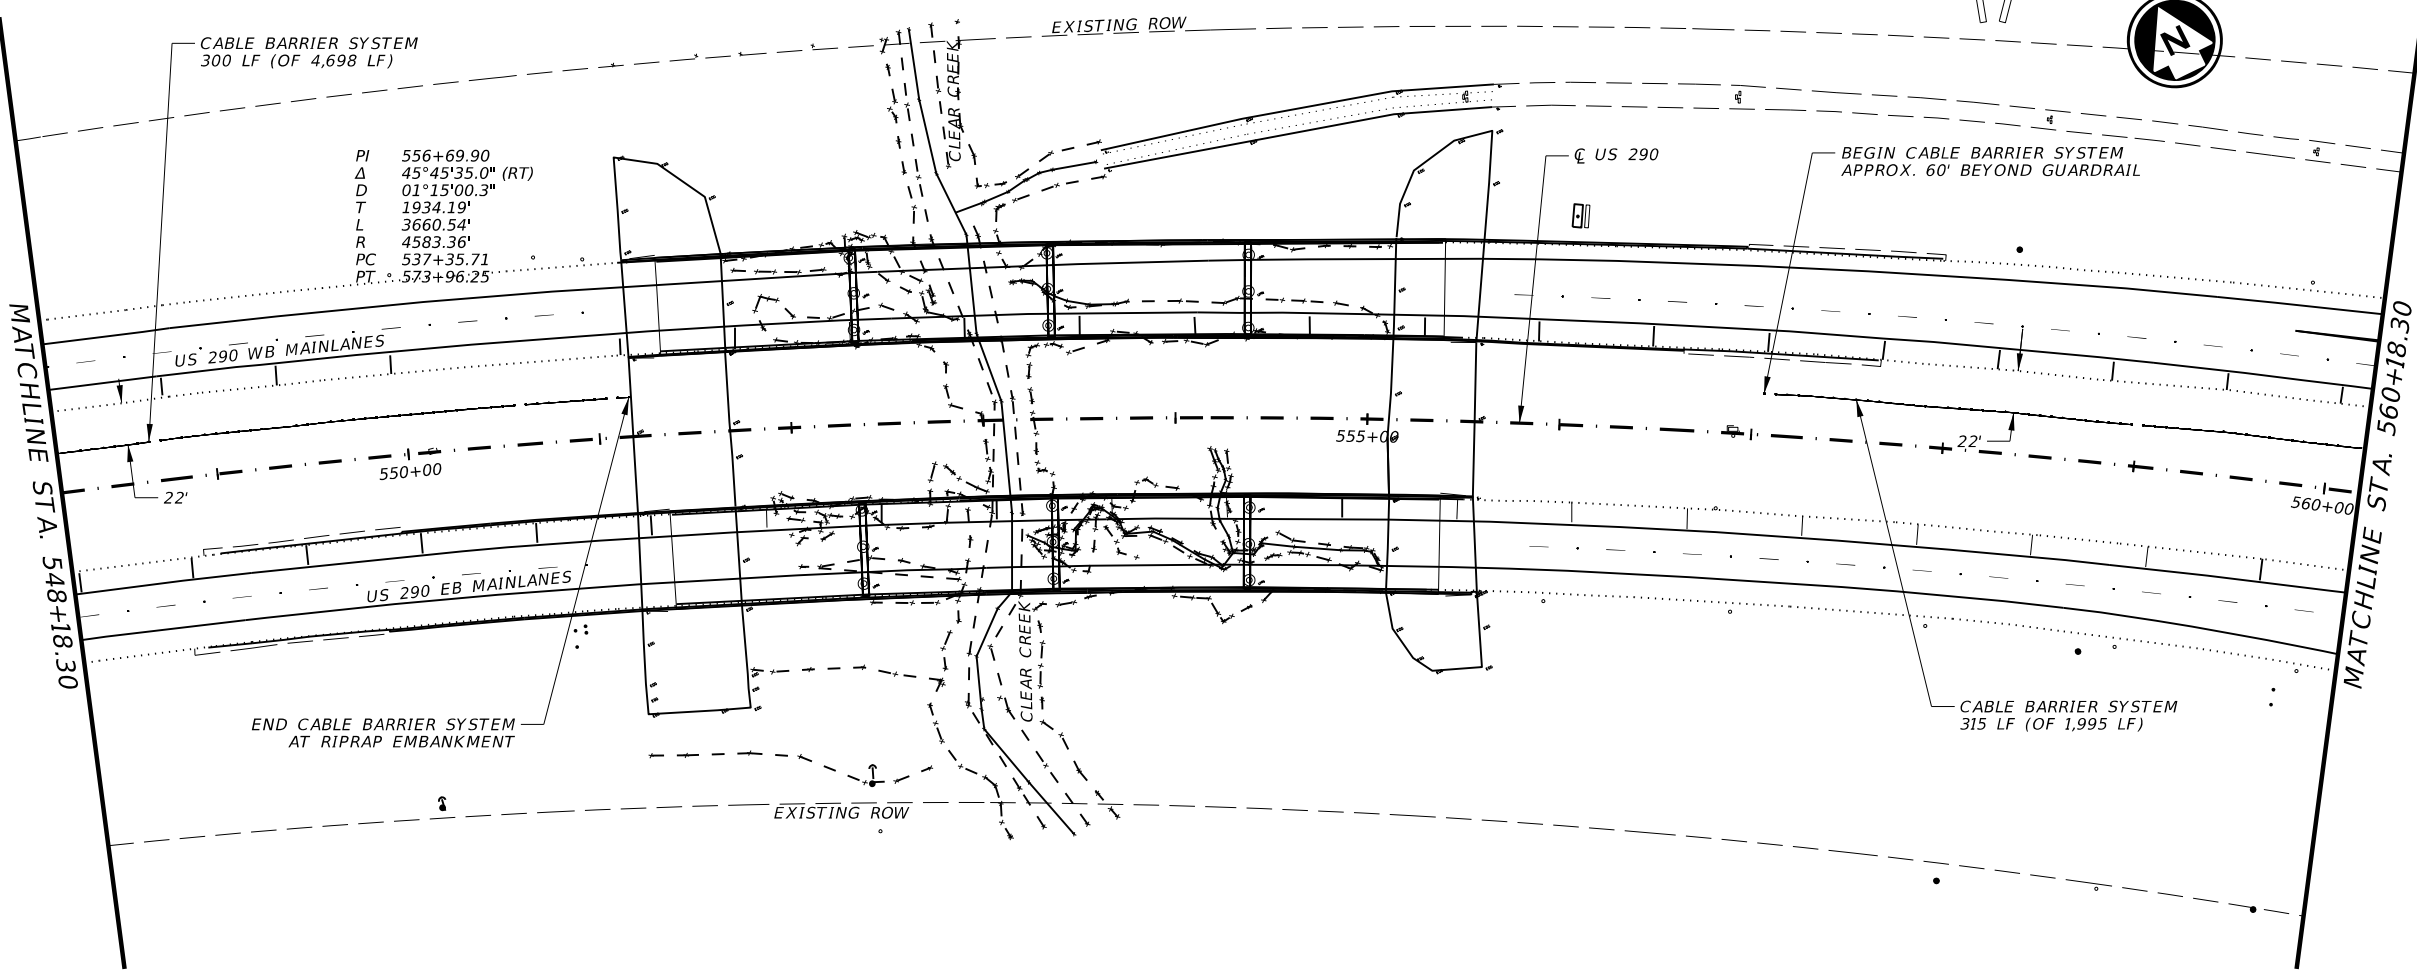 EXISTING ROW
N
CABLE BARRIER SYSTEM
300 LF (OF 4,698 LF)
CLEAR CREEK
PI 556+69.90
Δ 45°45'35.0" (RT)
D 01°15'00.3"
T 1934.19'
L 3660.54'
R 4583.36'
PC 537+35.71
PT 573+96.25
℄ US 290
BEGIN CABLE BARRIER SYSTEM
APPROX. 60' BEYOND GUARDRAIL
MATCHLINE STA. 548+18.30
MATCHLINE STA. 560+18.30
US 290 WB MAINLANES
550+00
555+00
22'
22'
560+00
US 290 EB MAINLANES
CLEAR CREEK
END CABLE BARRIER SYSTEM
AT RIPRAP EMBANKMENT
CABLE BARRIER SYSTEM
315 LF (OF 1,995 LF)
EXISTING ROW